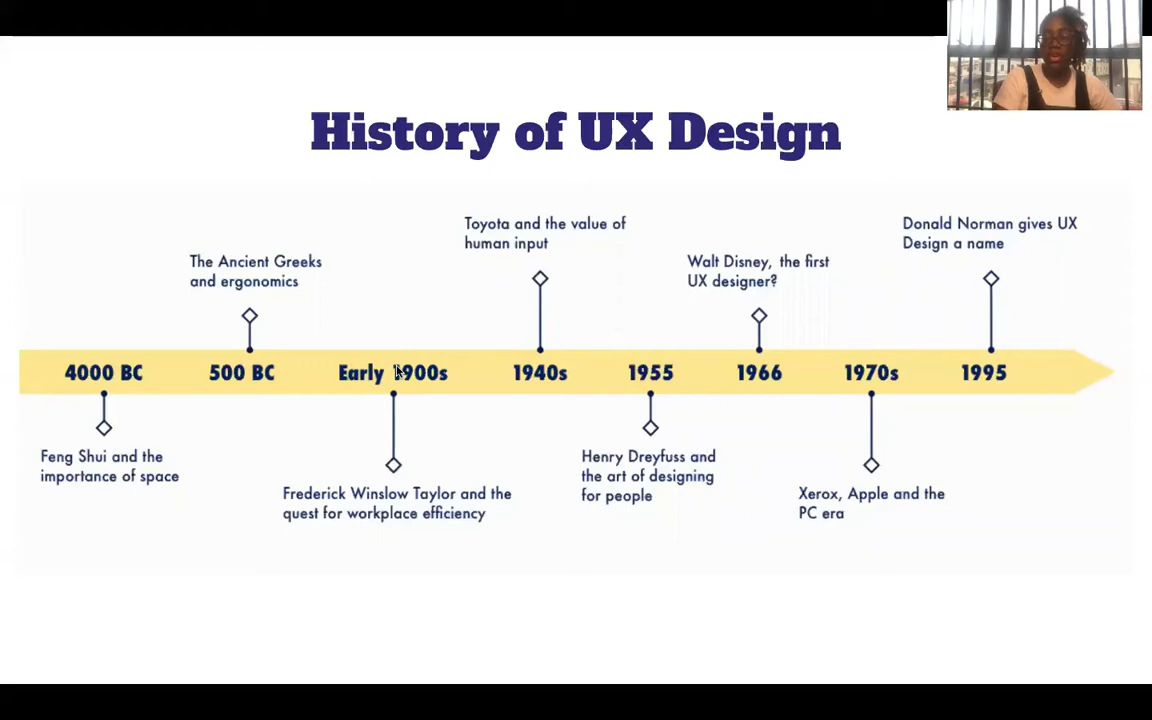 History of UX Design
Toyota and the value of
human input
Donald Norman gives UX
Design a name
The Ancient Greeks
and ergonomics
Walt Disney, the first
UX designer?
4000 BC 500 BC Early 1900s 1940s 1955 1966 1970s 1995
Feng Shui and the
importance of space
Henry Dreyfuss and
the art of designing
for people
Frederick Winslow Taylor and the
quest for workplace efficiency
Xerox, Apple and the
PC era